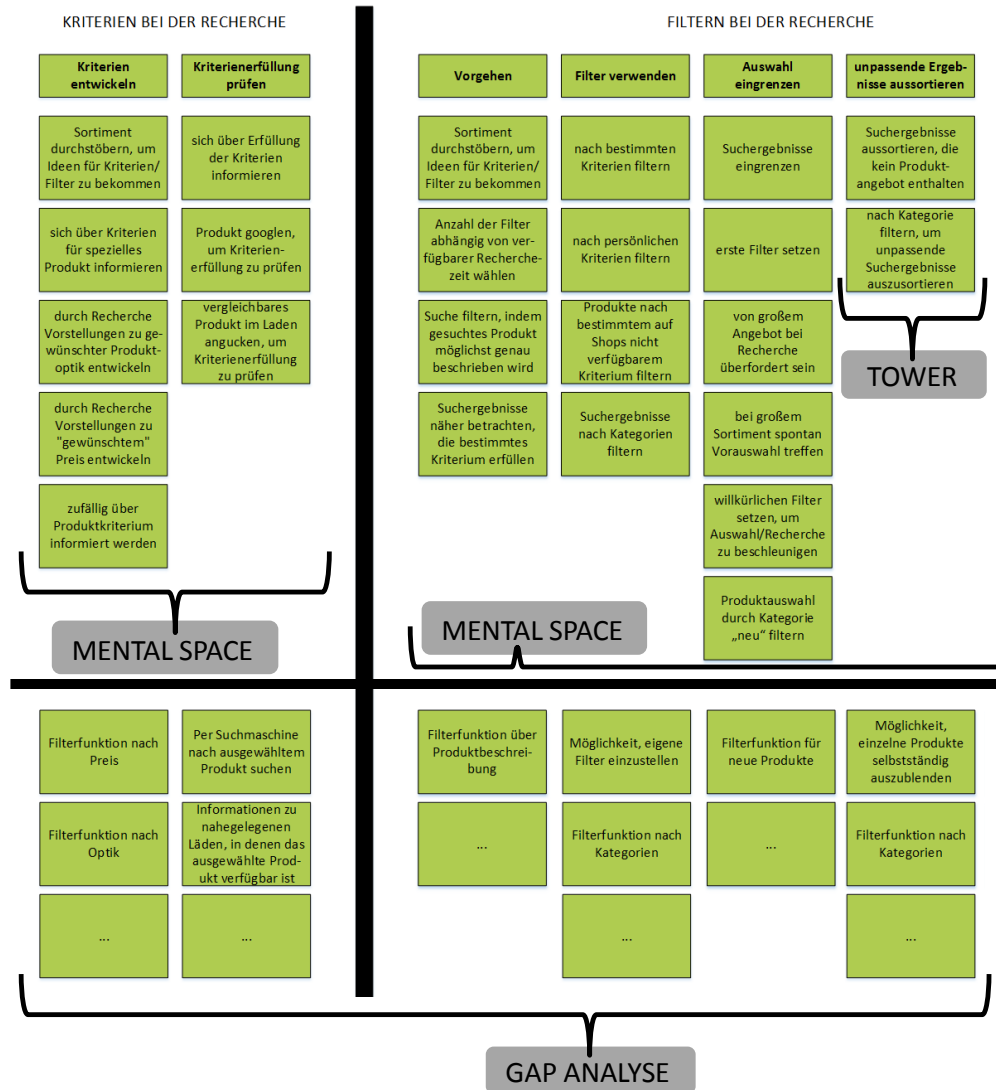 KRITERIEN BEI DER RECHERCHE
Kriterien
entwickeln
Kriterienerfüllung
prüfen
Sortiment
durchstöbern, um
Ideen für Kriterien/
Filter zu bekommen
sich über Erfüllung
der Kriterien
informieren
sich über Kriterien
für spezielles
Produkt informieren
Produkt googlen,
um Kriterien-
erfüllung zu prüfen
durch Recherche
Vorstellungen zu ge-
wünschter Produkt-
optik entwickeln
vergleichbares
Produkt im Laden
angucken, um
Kriterienerfüllung
zu prüfen
durch Recherche
Vorstellungen zu
"gewünschtem"
Preis entwickeln
zufällig über
Produktkriterium
informiert werden
MENTAL SPACE
FILTERN BEI DER RECHERCHE
Vorgehen
Filter verwenden
Auswahl
eingrenzen
unpassende Ergeb-
nisse aussortieren
Sortiment
durchstöbern, um
Ideen für Kriterien/
Filter zu bekommen
nach bestimmten
Kriterien filtern
Suchergebnisse
eingrenzen
Suchergebnisse
aussortieren, die
kein Produkt-
angebot enthalten
Anzahl der Filter
abhängig von ver-
fügbarer Recherche-
zeit wählen
nach persönlichen
Kriterien filtern
erste Filter setzen
nach Kategorie
filtern, um
unpassende
Suchergebnisse
auszusortieren
Suche filtern, indem
gesuchtes Produkt
möglichst genau
beschrieben wird
Produkte nach
bestimmtem auf
Shops nicht
verfügbarem
Kriterium filtern
von großem
Angebot bei
Recherche
überfordert sein
TOWER
Suchergebnisse
näher betrachten,
die bestimmtes
Kriterium erfüllen
Suchergebnisse
nach Kategorien
filtern
bei großem
Sortiment spontan
Vorauswahl treffen
willkürlichen Filter
setzen, um
Auswahl/Recherche
zu beschleunigen
Produktauswahl
durch Kategorie
„neu“ filtern
MENTAL SPACE
Filterfunktion nach
Preis
Per Suchmaschine
nach ausgewähltem
Produkt suchen
Filterfunktion nach
Optik
Informationen zu
nahegelegenen
Läden, in denen das
ausgewählte Pro-
dukt verfügbar ist
...
...
Filterfunktion über
Produktbeschrei-
bung
Möglichkeit, eigene
Filter einzustellen
Filterfunktion für
neue Produkte
Möglichkeit,
einzelne Produkte
selbstständig
auszublenden
...
Filterfunktion nach
Kategorien
...
Filterfunktion nach
Kategorien
...
...
GAP ANALYSE